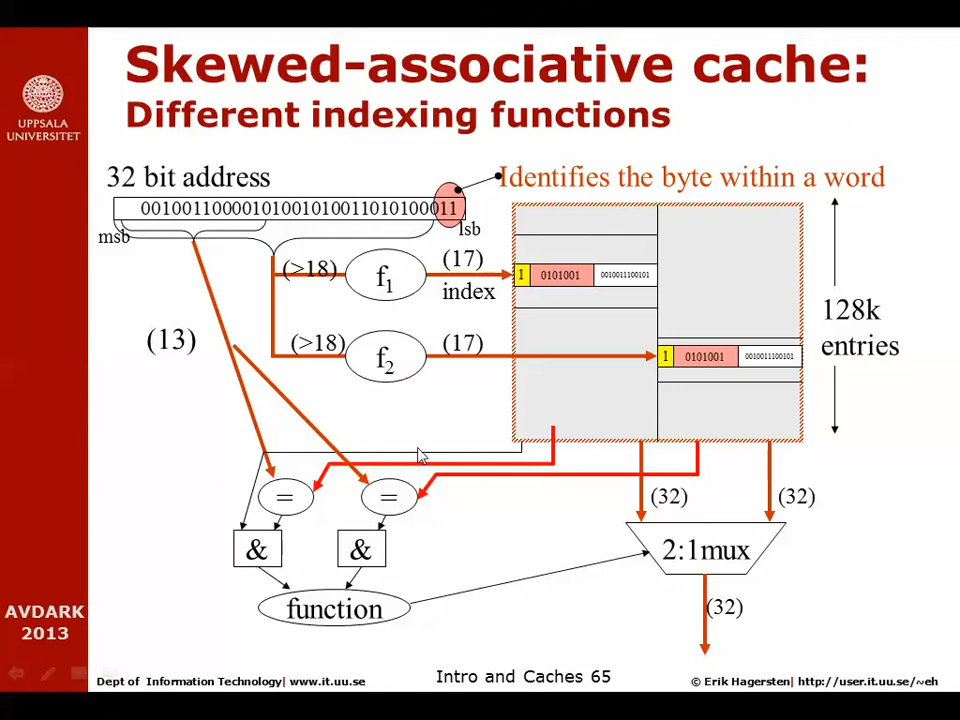 Skewed-associative cache:
Different indexing functions
UPPSALA
UNIVERSITET
32 bit address
Identifies the byte within a word
00100110000101001010011010100011
msb
lsb
(>18)
f1
(17)
index
1
0101001
0010011100101
128k
entries
(13)
(>18)
f2
(17)
1
0101001
0010011100101
=
=
(32)
(32)
&
&
2:1mux
function
(32)
AVDARK
2013
Dept of Information Technology| www.it.uu.se
Intro and Caches 65
© Erik Hagersten| http://user.it.uu.se/~eh